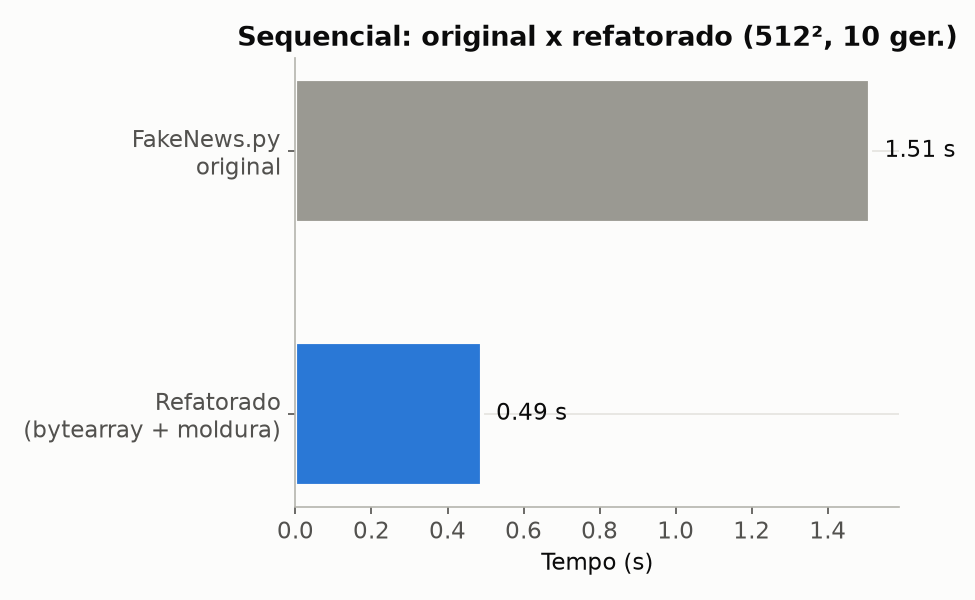 Sequencial: original x refatorado (512², 10 ger.)
FakeNews.py
original
1.51 s
Refatorado
(bytearray + moldura)
0.49 s
0.0 0.2 0.4 0.6 0.8 1.0 1.2 1.4
Tempo (s)